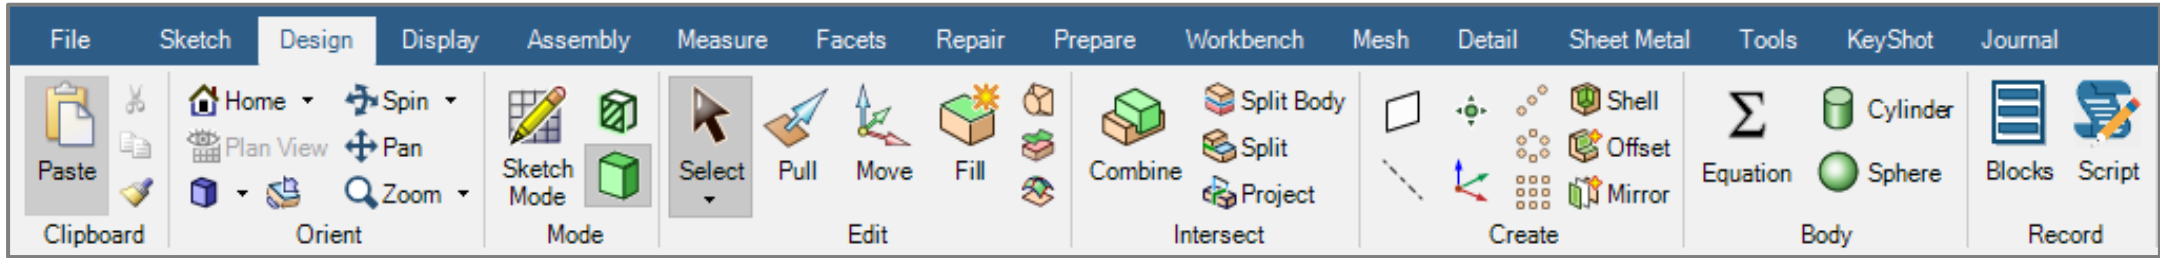 File Sketch Design Display Assembly Measure Facets Repair Prepare Workbench Mesh Detail Sheet Metal Tools KeyShot Journal
Paste
Clipboard
Home Spin
Plan View Pan
Zoom
Orient
Sketch
Mode
Mode
Select Pull Move Fill
Edit
Combine
Split Body
Split
Project
Intersect
Shell
Offset
Mirror
Create
Equation
Cylinder
Sphere
Body
Blocks Script
Record